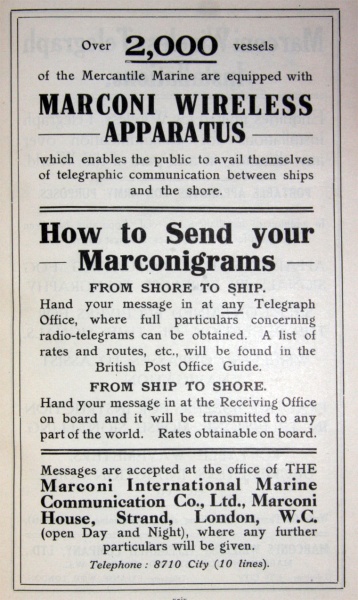 Over 2,000 vessels
of the Mercantile Marine are equipped with
MARCONI WIRELESS
APPARATUS
which enables the public to avail themselves
of telegraphic communication between ships
and the shore.
How to Send your
Marconigrams
FROM SHORE TO SHIP.
Hand your message in at any Telegraph
Office, where full particulars concerning
radio-telegrams can be obtained. A list of
rates and routes, etc., will be found in the
British Post Office Guide.
FROM SHIP TO SHORE.
Hand your message in at the Receiving Office
on board and it will be transmitted to any
part of the world. Rates obtainable on board.
Messages are accepted at the office of THE
Marconi International Marine
Communication Co., Ltd., Marconi
House, Strand, London, W.C.
(open Day and Night), where any further
particulars will be given.
Telephone: 8710 City (10 lines).